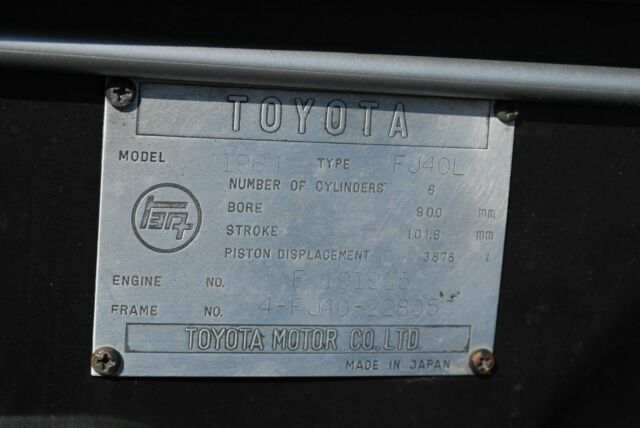 TOYOTA
MODEL 1964 TYPE FJ40L
NUMBER OF CYLINDERS 6
BORE 90.0 mm
STROKE 101.6 mm
PISTON DISPLACEMENT 3.878 l
ENGINE NO. F 191915
FRAME NO. 4-FJ40-22805
TOYOTA MOTOR CO., LTD.
MADE IN JAPAN